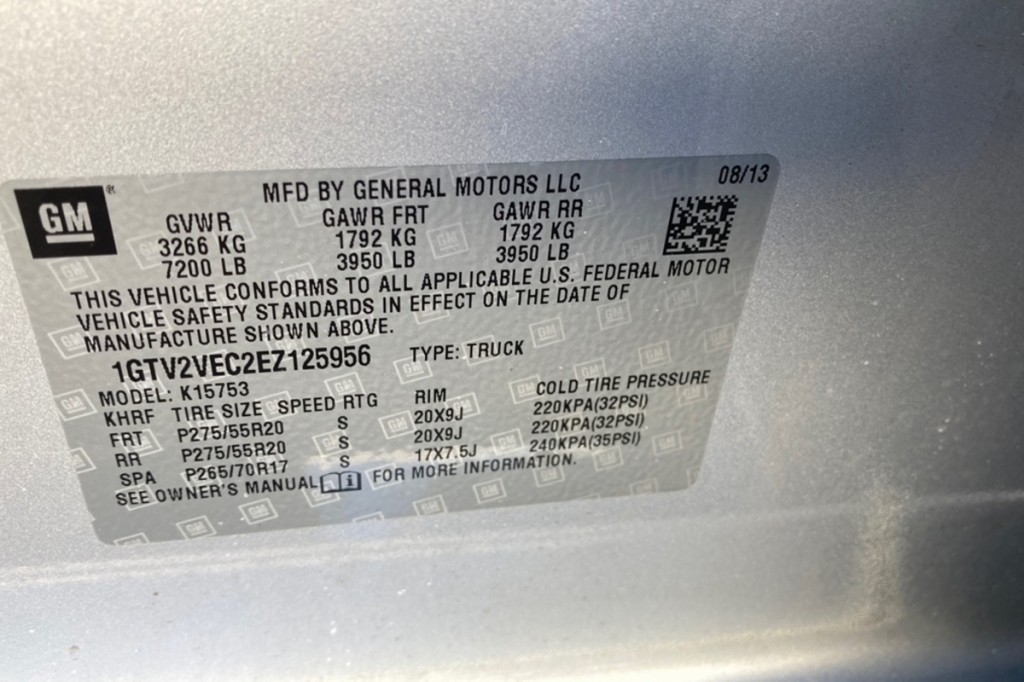 GM ® MFD BY GENERAL MOTORS LLC 08/13
GVWR GAWR FRT GAWR RR
3266 KG 1792 KG 1792 KG
7200 LB 3950 LB 3950 LB
THIS VEHICLE CONFORMS TO ALL APPLICABLE U.S. FEDERAL MOTOR
VEHICLE SAFETY STANDARDS IN EFFECT ON THE DATE OF
MANUFACTURE SHOWN ABOVE.
1GTV2VEC2EZ125956 TYPE: TRUCK
MODEL: K15753
KHRF TIRE SIZE SPEED RTG RIM COLD TIRE PRESSURE
FRT P275/55R20 S 20X9J 220KPA(32PSI)
RR P275/55R20 S 20X9J 220KPA(32PSI)
SPA P265/70R17 S 17X7.5J 240KPA(35PSI)
SEE OWNER'S MANUAL i FOR MORE INFORMATION.